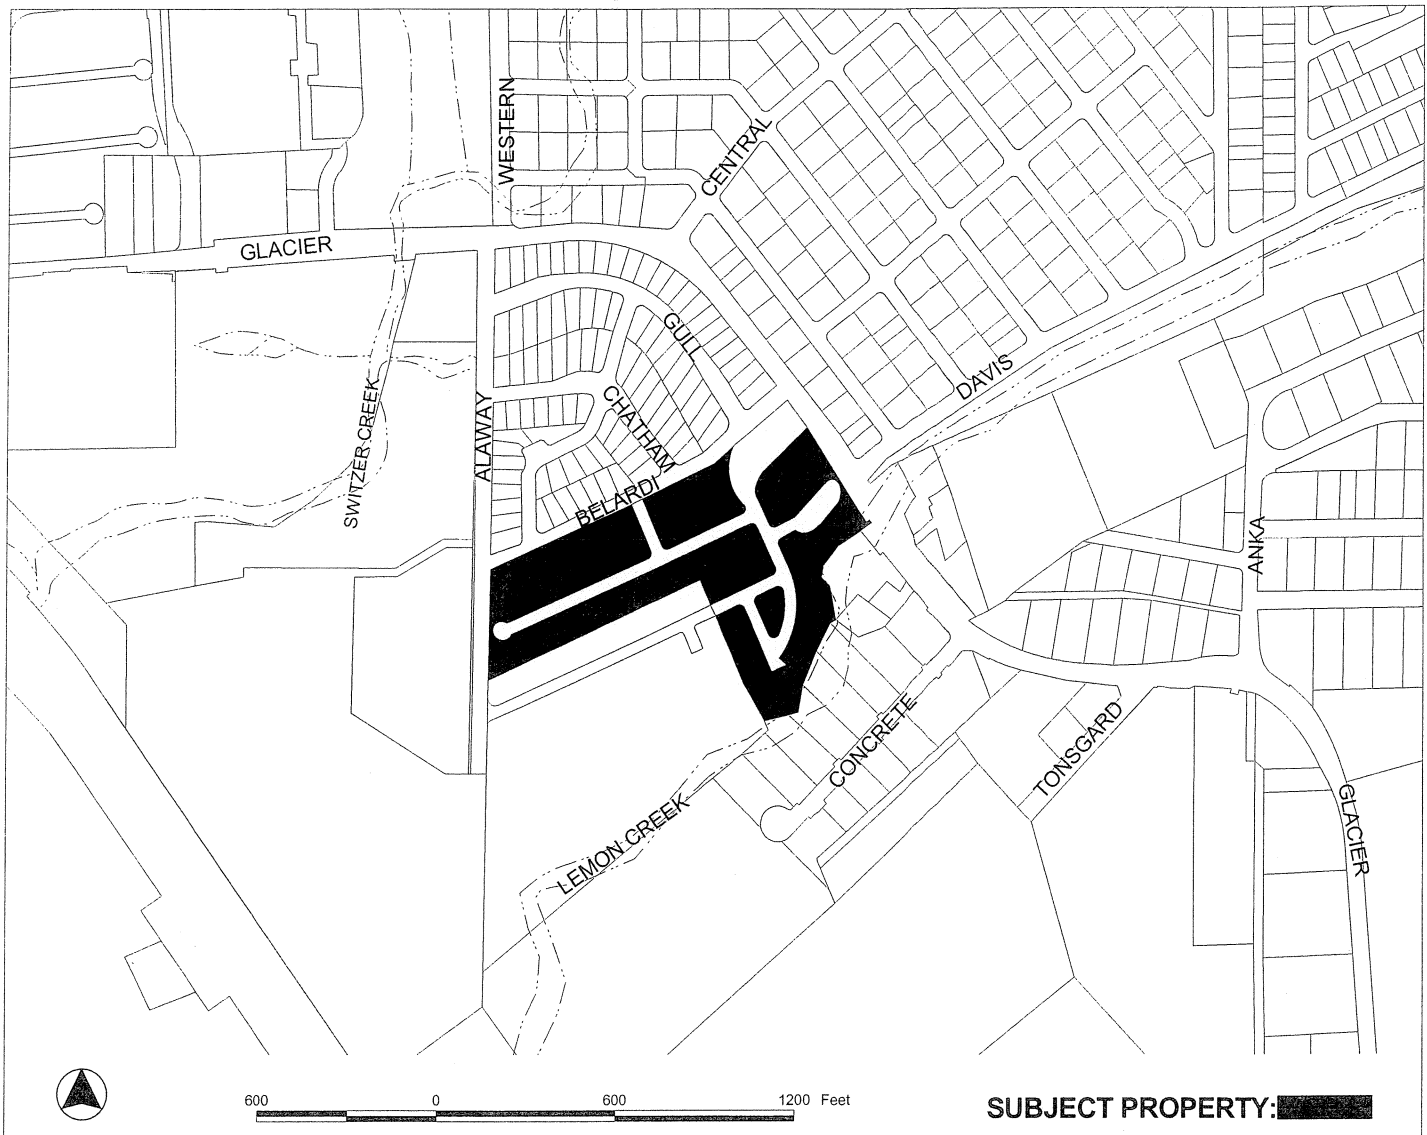 WESTERN
CENTRAL
GLACIER
GULL
DAVIS
SWITZER CREEK
ALAWAY
CHATHAM
BELARDI
ANKA
CONCRETE
TONSGARD
LEMON CREEK
GLACIER
600 0 600 1200 Feet
SUBJECT PROPERTY: